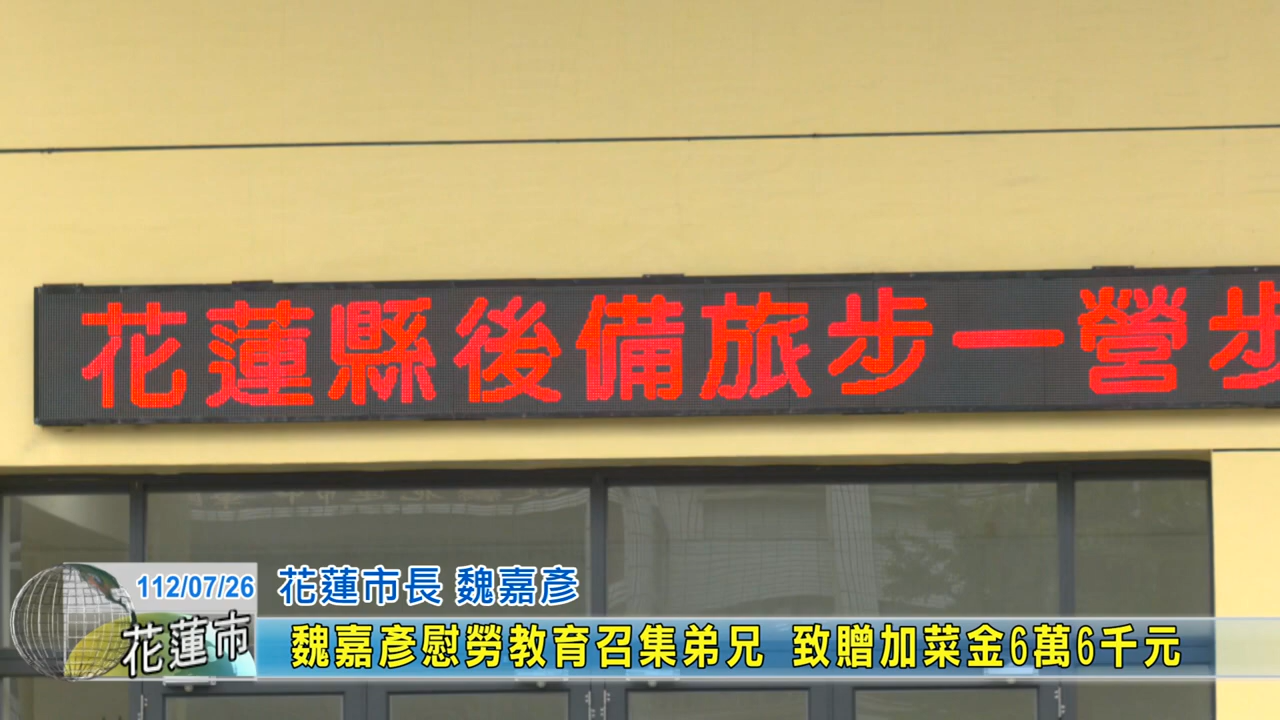 花蓮縣後備旅步一營步
112/07/26
花蓮市長 魏嘉彥
花蓮市
魏嘉彥慰勞教育召集弟兄 致贈加菜金6萬6千元